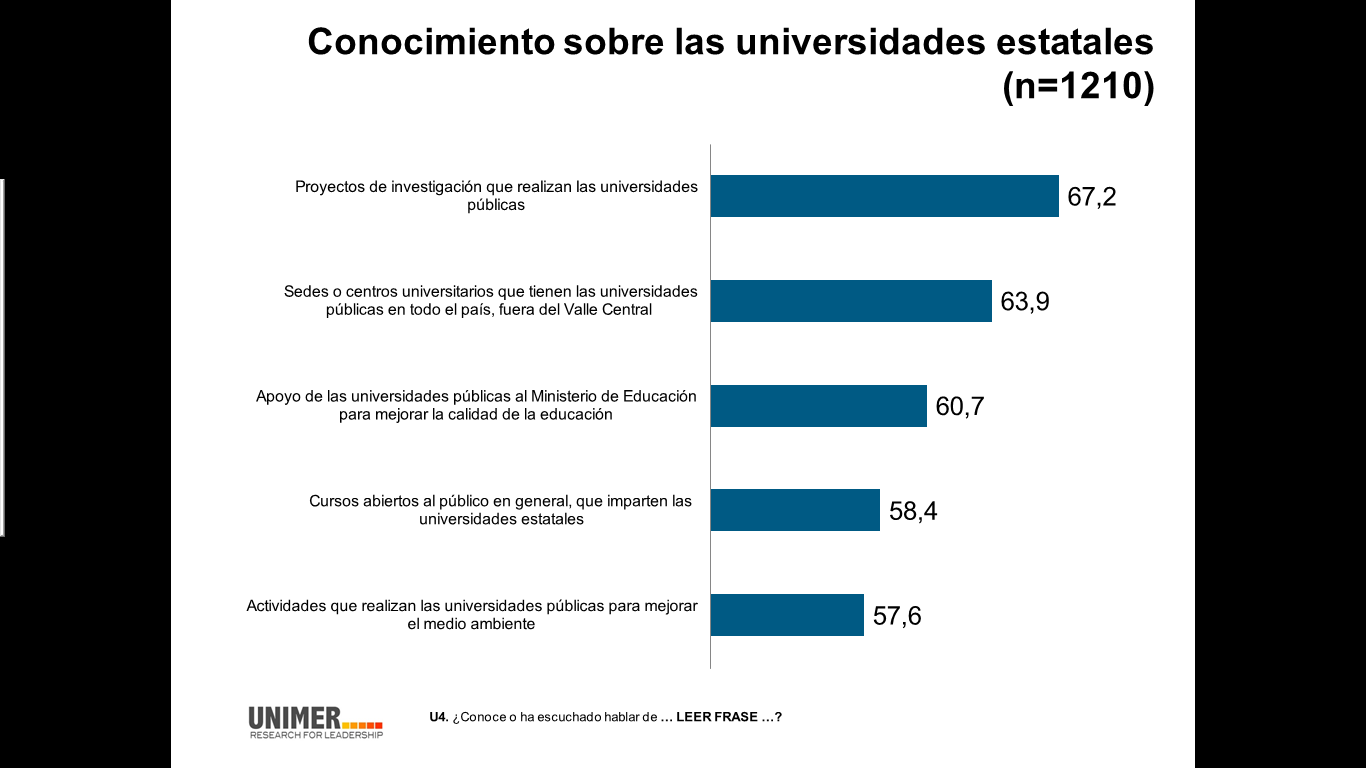 Conocimiento sobre las universidades estatales
(n=1210)
Proyectos de investigación que realizan las universidades
públicas
67,2
Sedes o centros universitarios que tienen las universidades
públicas en todo el país, fuera del Valle Central
63,9
Apoyo de las universidades públicas al Ministerio de Educación
para mejorar la calidad de la educación
60,7
Cursos abiertos al público en general, que imparten las
universidades estatales
58,4
Actividades que realizan las universidades públicas para mejorar
el medio ambiente
57,6
UNIMER
RESEARCH FOR LEADERSHIP
U4. ¿Conoce o ha escuchado hablar de … LEER FRASE …?